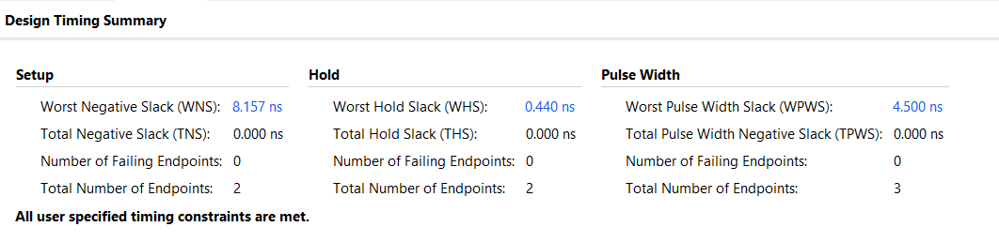 Design Timing Summary
Setup Hold Pulse Width
Worst Negative Slack (WNS): 8.157 ns Worst Hold Slack (WHS): 0.440 ns Worst Pulse Width Slack (WPWS): 4.500 ns
Total Negative Slack (TNS): 0.000 ns Total Hold Slack (THS): 0.000 ns Total Pulse Width Negative Slack (TPWS): 0.000 ns
Number of Failing Endpoints: 0 Number of Failing Endpoints: 0 Number of Failing Endpoints: 0
Total Number of Endpoints: 2 Total Number of Endpoints: 2 Total Number of Endpoints: 3
All user specified timing constraints are met.